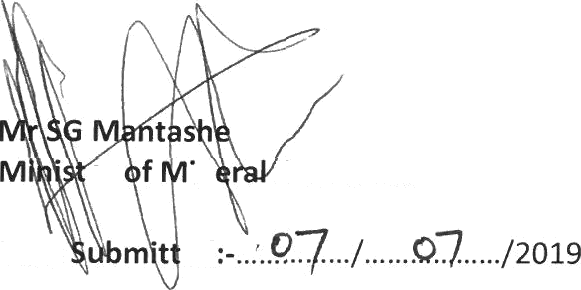 Mr SG Mantashe
Minist of M eral
Submitt :-...07.../...07.../2019